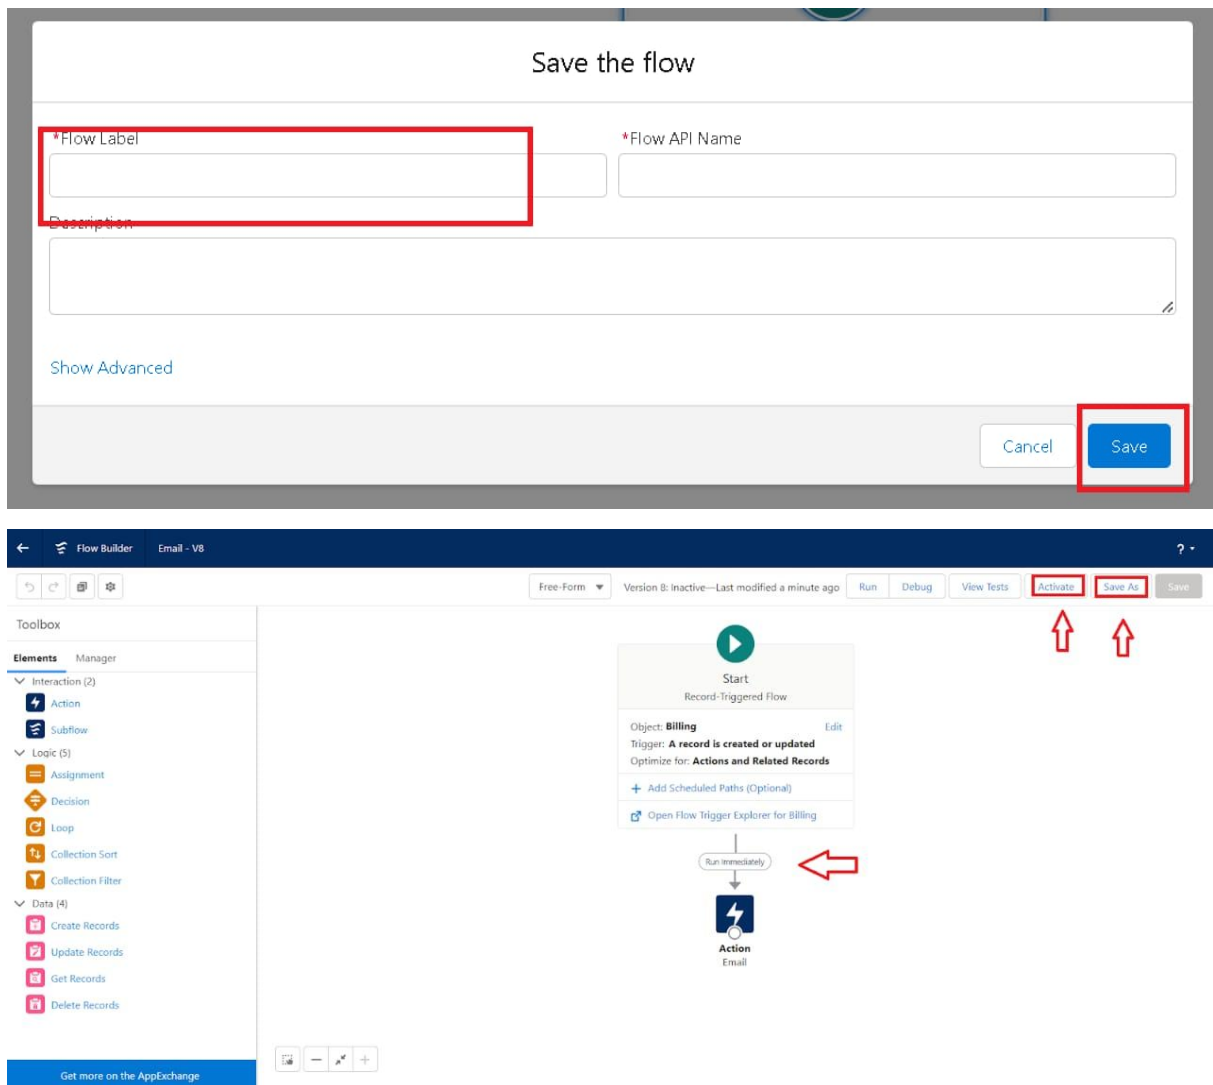 Save the flow
*Flow Label
*Flow API Name
Description
Show Advanced
Cancel
Save
Flow Builder
Email - V8
?
Free-Form
Version 8: Inactive—Last modified a minute ago
Run
Debug
View Tests
Activate
Save As
Save
Toolbox
Elements
Manager
Interaction (2)
Action
Subflow
Logic (5)
Assignment
Decision
Loop
Collection Sort
Collection Filter
Data (4)
Create Records
Update Records
Get Records
Delete Records
Get more on the AppExchange
Start
Record-Triggered Flow
Object: Billing
Edit
Trigger: A record is created or updated
Optimize for: Actions and Related Records
+ Add Scheduled Paths (Optional)
Open Flow Trigger Explorer for Billing
Run Immediately
Action
Email